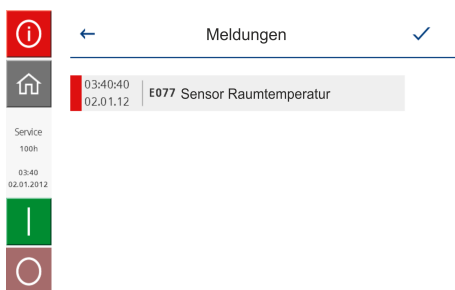 Meldungen
03:40:40
02.01.12
E077 Sensor Raumtemperatur
Service
100h
03:40
02.01.2012